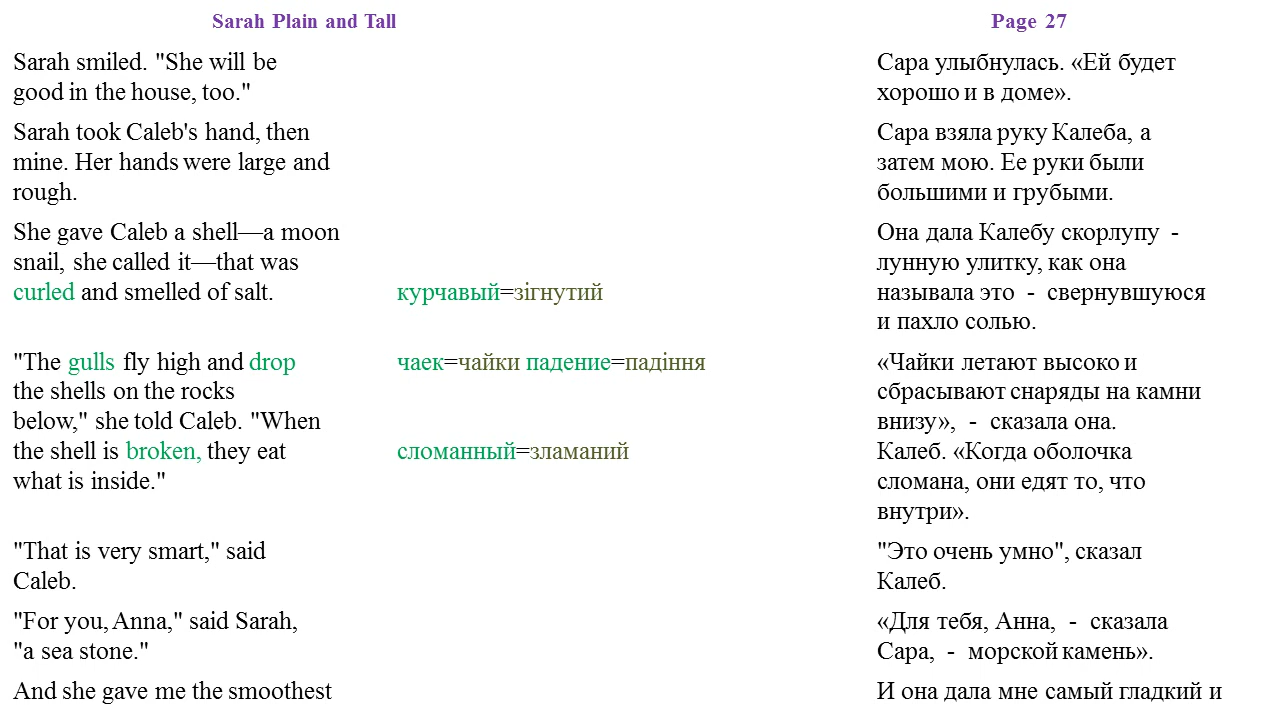 Sarah Plain and Tall
Page 27
Sarah smiled. "She will be
good in the house, too."
Сара улыбнулась. «Ей будет
хорошо и в доме».
Sarah took Caleb's hand, then
mine. Her hands were large and
rough.
Сара взяла руку Калеба, а
затем мою. Ее руки были
большими и грубыми.
She gave Caleb a shell—a moon
snail, she called it—that was
curled and smelled of salt.
курчавый=зігнутий
Она дала Калебу скорлупу - 
лунную улитку, как она
называла это - свернувшуюся
и пахло солью.
"The gulls fly high and drop
the shells on the rocks
below," she told Caleb. "When
the shell is broken, they eat
what is inside."
чаек=чайки падение=падіння
сломанный=зламаний
«Чайки летают высоко и
сбрасывают снаряды на камни
внизу», - сказала она.
Калеб. «Когда оболочка
сломана, они едят то, что
внутри».
"That is very smart," said
Caleb.
"Это очень умно", сказал
Калеб.
"For you, Anna," said Sarah,
"a sea stone."
«Для тебя, Анна, - сказала
Сара, - морской камень».
And she gave me the smoothest
И она дала мне самый гладкий и